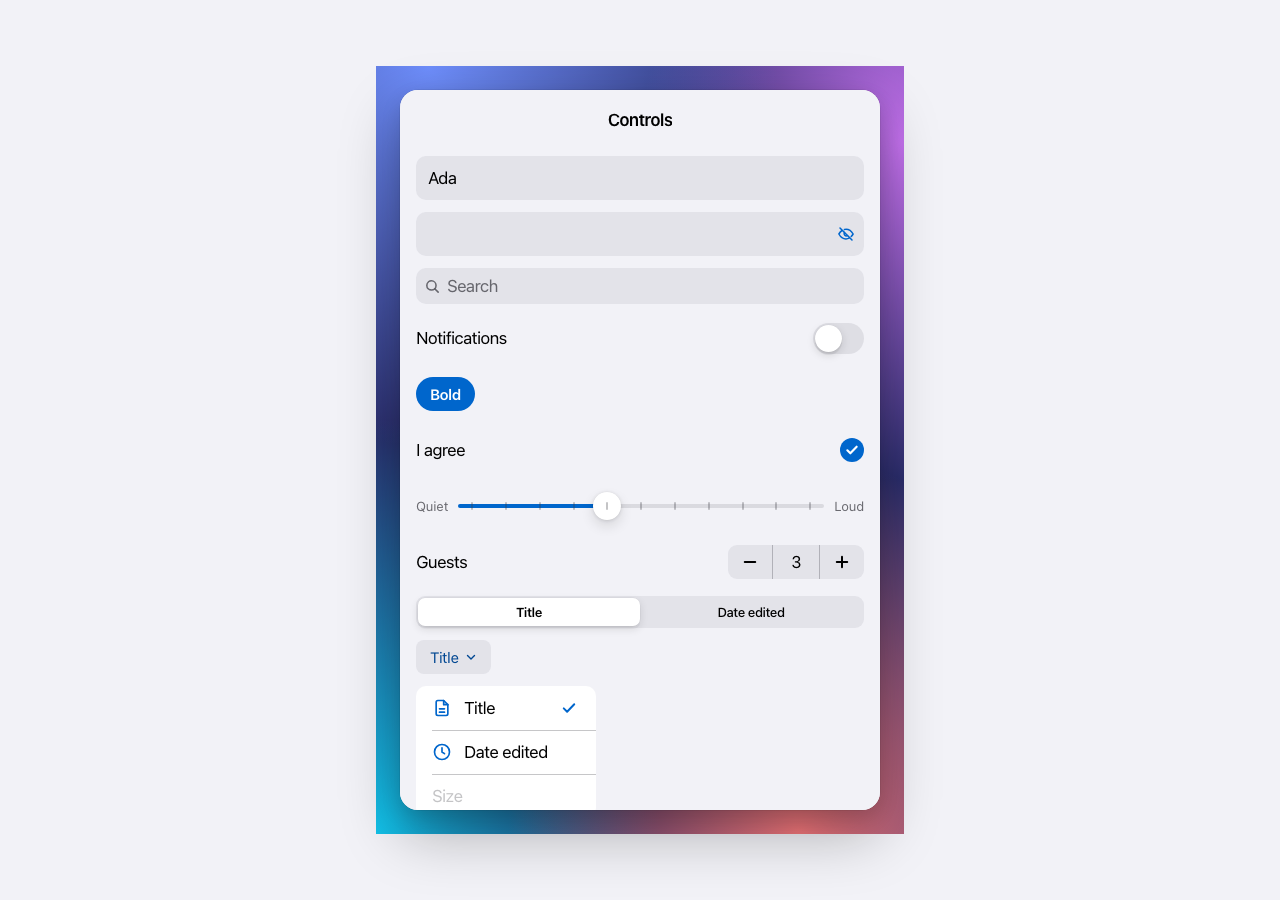 Controls
Ada
Search
Notifications
Bold
I agree
Quiet Loud
Guests 3
Title Date edited
Title
Title
Date edited
Size